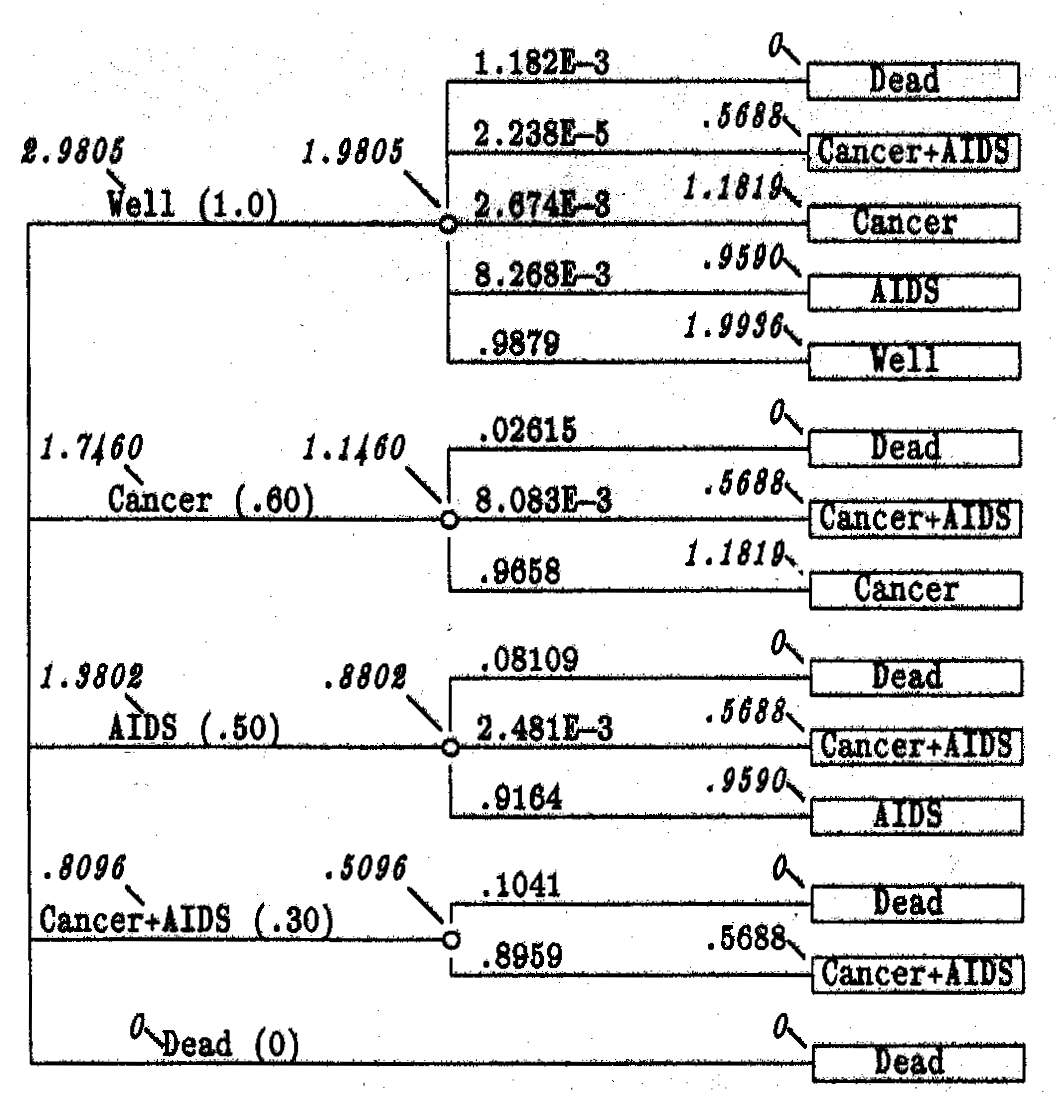 0
1.182E-3
Dead
.5688
2.238E-5
Cancer+AIDS
2.9805
1.9805
1.1819
Well (1.0)
2.674E-3
Cancer
.9590
8.268E-3
AIDS
1.9936
.9879
Well
0
.02615
Dead
1.7460
1.1460
.5688
Cancer (.60)
8.083E-3
Cancer+AIDS
1.1819
.9658
Cancer
0
.08109
Dead
1.3802
.8802
.5688
AIDS (.50)
2.481E-3
Cancer+AIDS
.9590
.9164
AIDS
.8096
.5096
0
.1041
Dead
Cancer+AIDS (.30)
.5688
.8959
Cancer+AIDS
0
Dead (0)
0
Dead